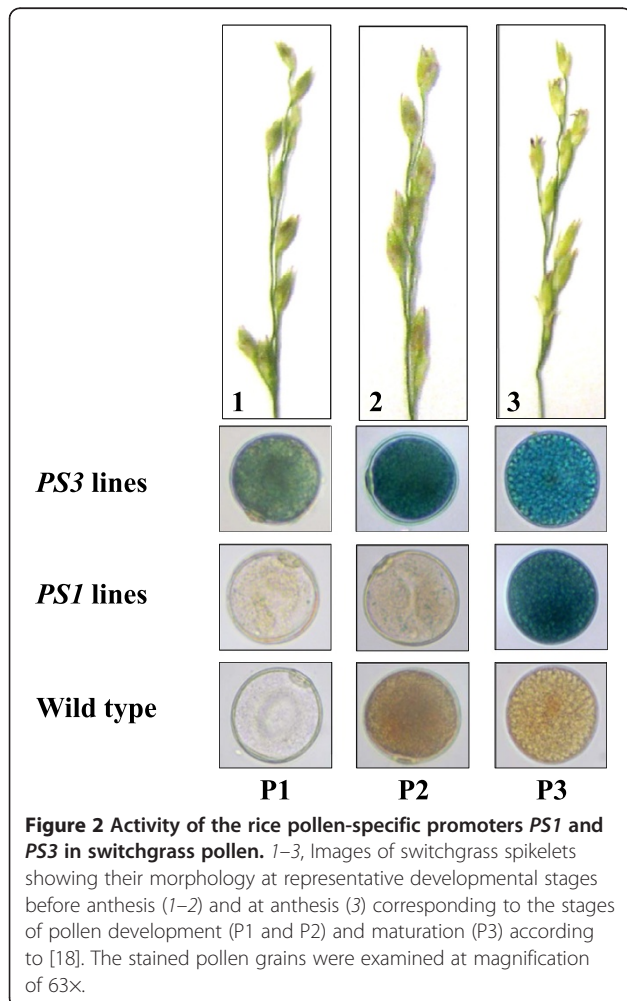 1 2 3
PS3 lines
PS1 lines
Wild type
P1 P2 P3
Figure 2 Activity of the rice pollen-specific promoters PS1 and
PS3 in switchgrass pollen. 1–3, Images of switchgrass spikelets
showing their morphology at representative developmental stages
before anthesis (1–2) and at anthesis (3) corresponding to the stages
of pollen development (P1 and P2) and maturation (P3) according
to [18]. The stained pollen grains were examined at magnification
of 63×.